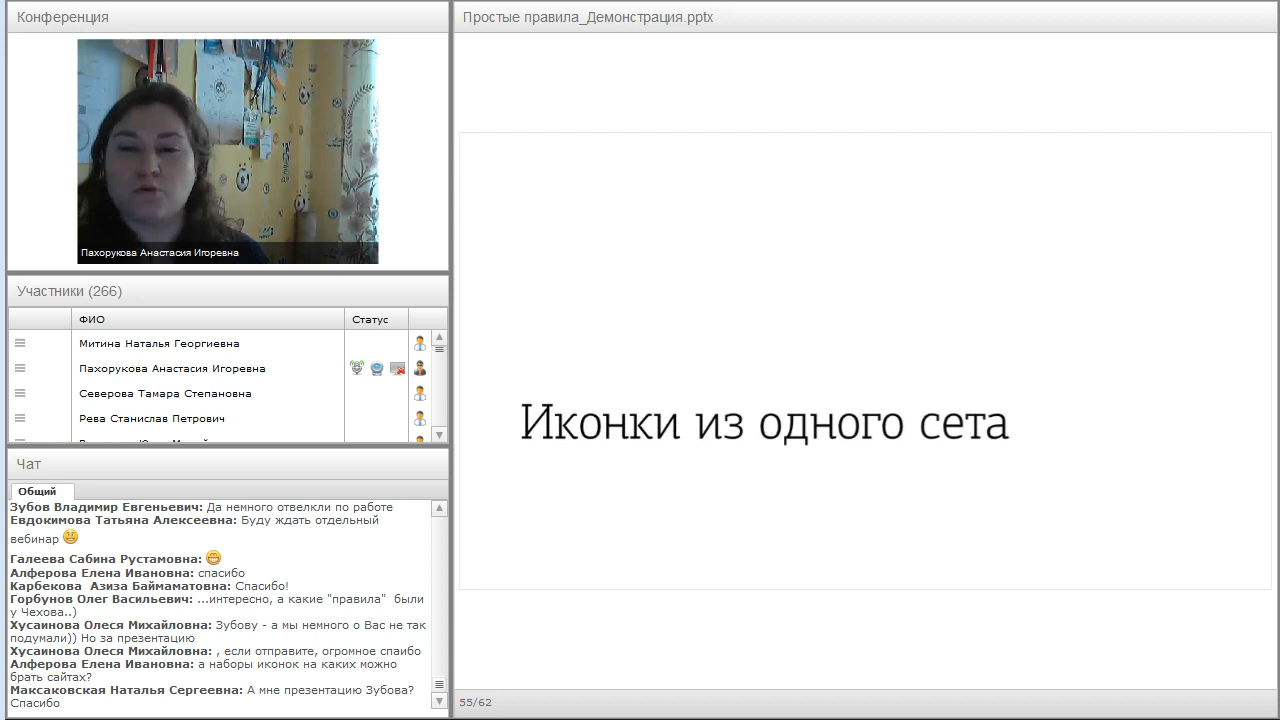 Конференция
Пахорукова Анастасия Игоревна
Участники (266)
ФИО
Статус
Митина Наталья Георгиевна
Пахорукова Анастасия Игоревна
Северова Тамара Степановна
Рева Станислав Петрович
Чат
Общий
Зубов Владимир Евгеньевич: Да немного отвелкли по работе
Евдокимова Татьяна Алексеевна: Буду ждать отдельный
вебинар
Галеева Сабина Рустамовна:
Алферова Елена Ивановна: спасибо
Карбекова  Азиза Баймаматовна: Спасибо!
Горбунов Олег Васильевич: ...интересно, а какие "правила"  были
у Чехова..)
Хусаинова Олеся Михайловна: Зубову - а мы немного о Вас не так
подумали)) Но за презентацию
Хусаинова Олеся Михайловна: , если отправите, огромное спаибо
Алферова Елена Ивановна: а наборы иконок на каких можно
брать сайтах?
Максаковская Наталья Сергеевна: А мне презентацию Зубова?
Спасибо
Простые правила_Демонстрация.pptx
Иконки из одного сета
55/62